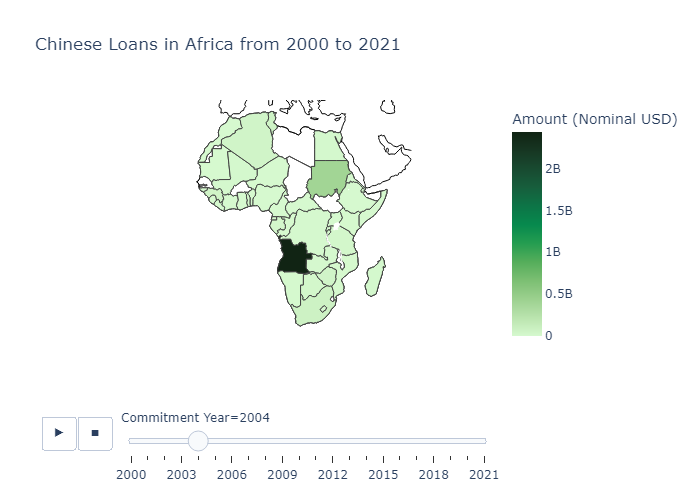 Chinese Loans in Africa from 2000 to 2021
Amount (Nominal USD)
2B
1.5B
1B
0.5B
0
Commitment Year=2004
2000 2003 2006 2009 2012 2015 2018 2021